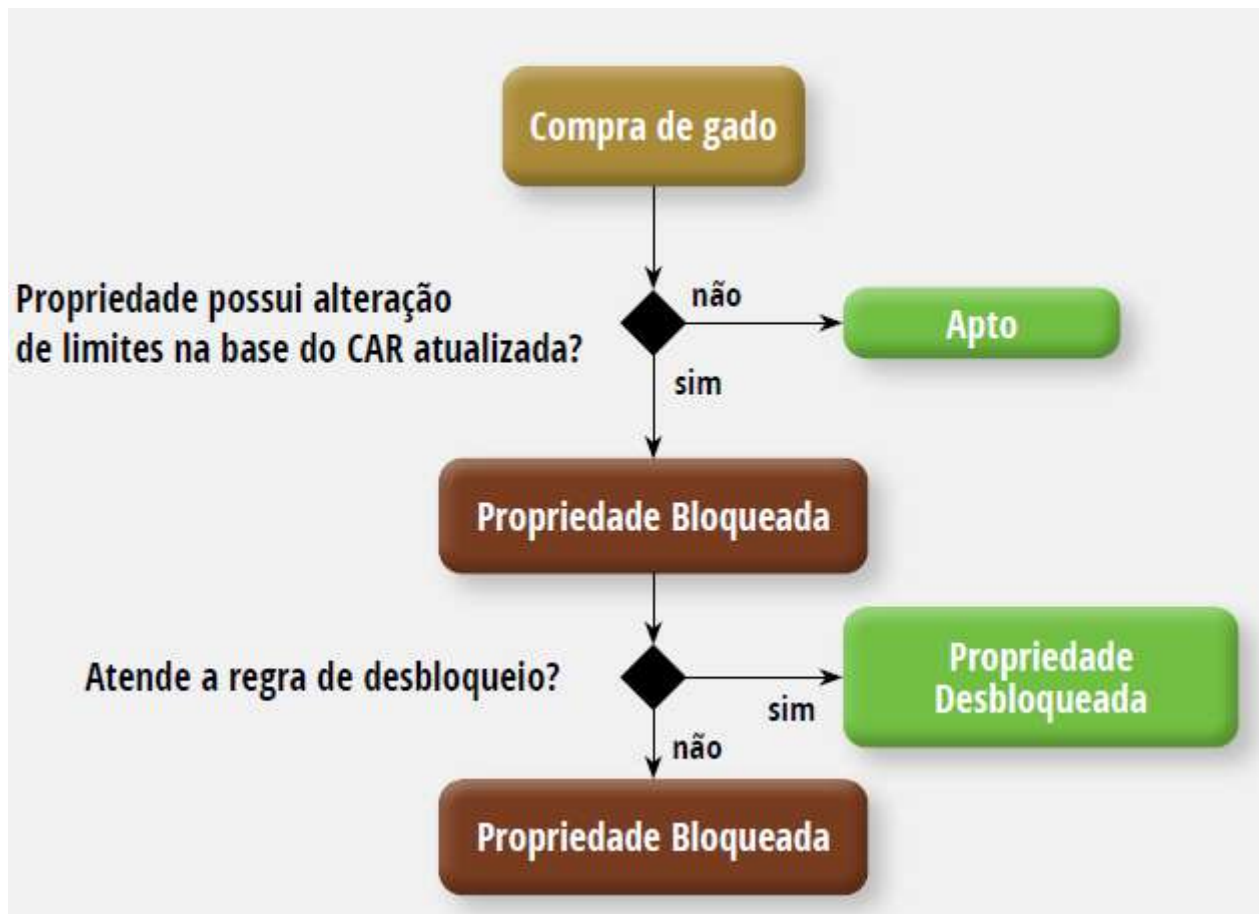 Compra de gado
Propriedade possui alteração
de limites na base do CAR atualizada?
não
Apto
sim
Propriedade Bloqueada
Atende a regra de desbloqueio?
sim
Propriedade
Desbloqueada
não
Propriedade Bloqueada